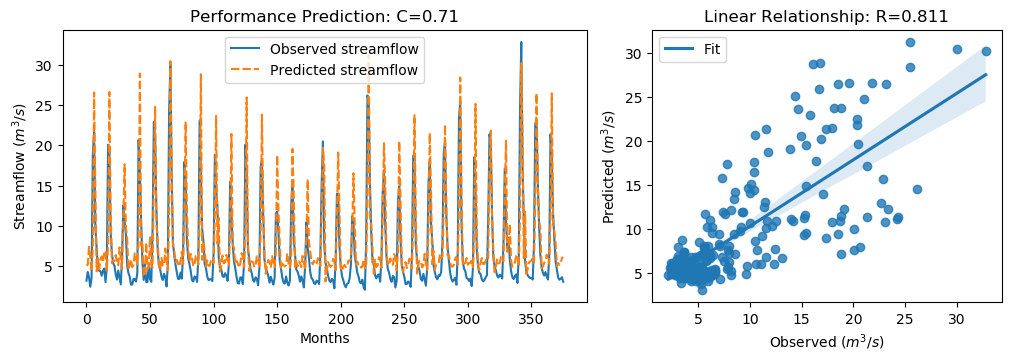 Performance Prediction: C=0.71
Observed streamflow
Predicted streamflow
Streamflow (m³/s)
30
25
20
15
10
5
0
50
100
150
200
250
300
350
Months
Linear Relationship: R=0.811
Fit
Predicted (m³/s)
30
25
20
15
10
5
5
10
15
20
25
30
Observed (m³/s)